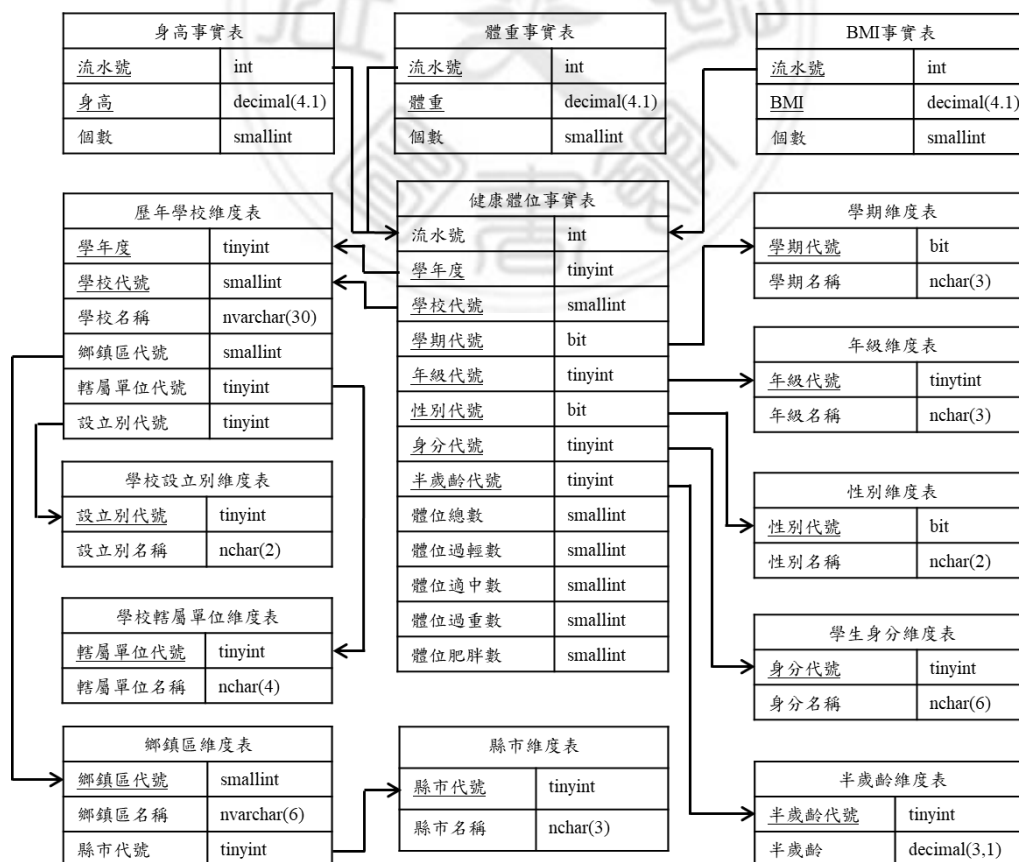 身高事實表
流水號 int
身高 decimal(4.1)
個數 smallint
體重事實表
流水號 int
體重 decimal(4.1)
個數 smallint
BMI事實表
流水號 int
BMI decimal(4.1)
個數 smallint
歷年學校維度表
學年度 tinyint
學校代號 smallint
學校名稱 nvarchar(30)
鄉鎮區代號 smallint
轄屬單位代號 tinyint
設立別代號 tinyint
健康體位事實表
流水號 int
學年度 tinyint
學校代號 smallint
學期代號 bit
年級代號 tinyint
性別代號 bit
身分代號 tinyint
半歲齡代號 tinyint
體位總數 smallint
體位過輕數 smallint
體位適中數 smallint
體位過重數 smallint
體位肥胖數 smallint
學期維度表
學期代號 bit
學期名稱 nchar(3)
年級維度表
年級代號 tinytint
年級名稱 nchar(3)
性別維度表
性別代號 bit
性別名稱 nchar(2)
學校設立別維度表
設立別代號 tinyint
設立別名稱 nchar(2)
學校轄屬單位維度表
轄屬單位代號 tinyint
轄屬單位名稱 nchar(4)
學生身分維度表
身分代號 tinyint
身分名稱 nchar(6)
鄉鎮區維度表
鄉鎮區代號 smallint
鄉鎮區名稱 nvarchar(6)
縣市代號 tinyint
縣市維度表
縣市代號 tinyint
縣市名稱 nchar(3)
半歲齡維度表
半歲齡代號 tinyint
半歲齡 decimal(3,1)